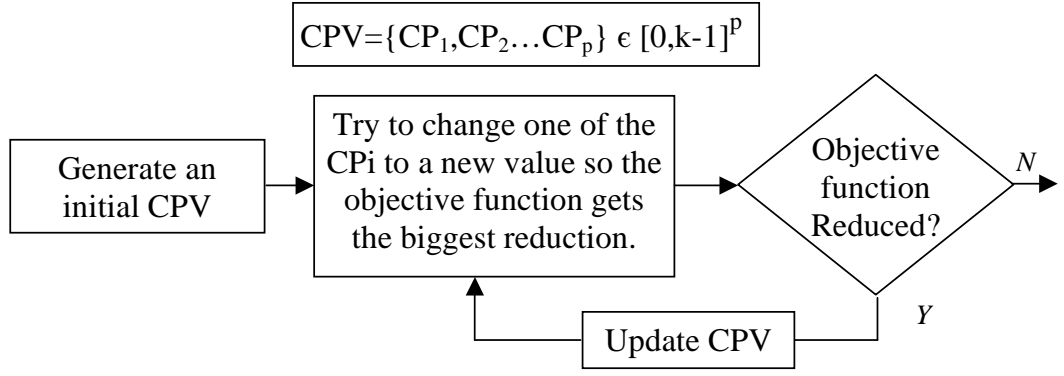 CPV={CP₁,CP₂…CPₚ} ϵ [0,k-1]ᵖ
Generate an
initial CPV
Try to change one of the
CPi to a new value so the
objective function gets
the biggest reduction.
Objective
function
Reduced?
N
Y
Update CPV